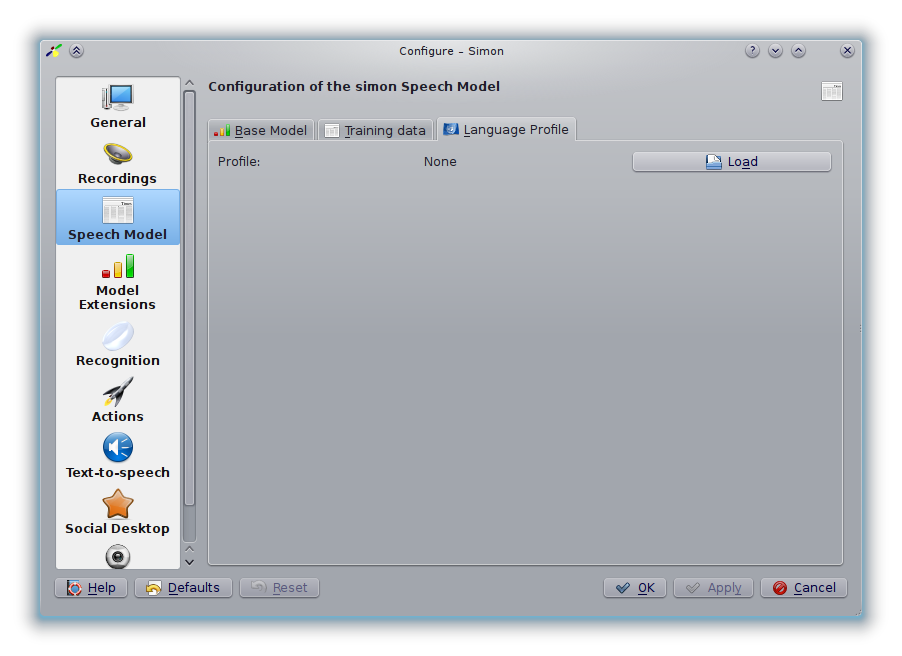 Configure – Simon
General
Recordings
Speech Model
Model
Extensions
Recognition
Actions
Text-to-speech
Social Desktop
Configuration of the simon Speech Model
Base Model Training data Language Profile
Profile: None Load
Help Defaults Reset OK Apply Cancel